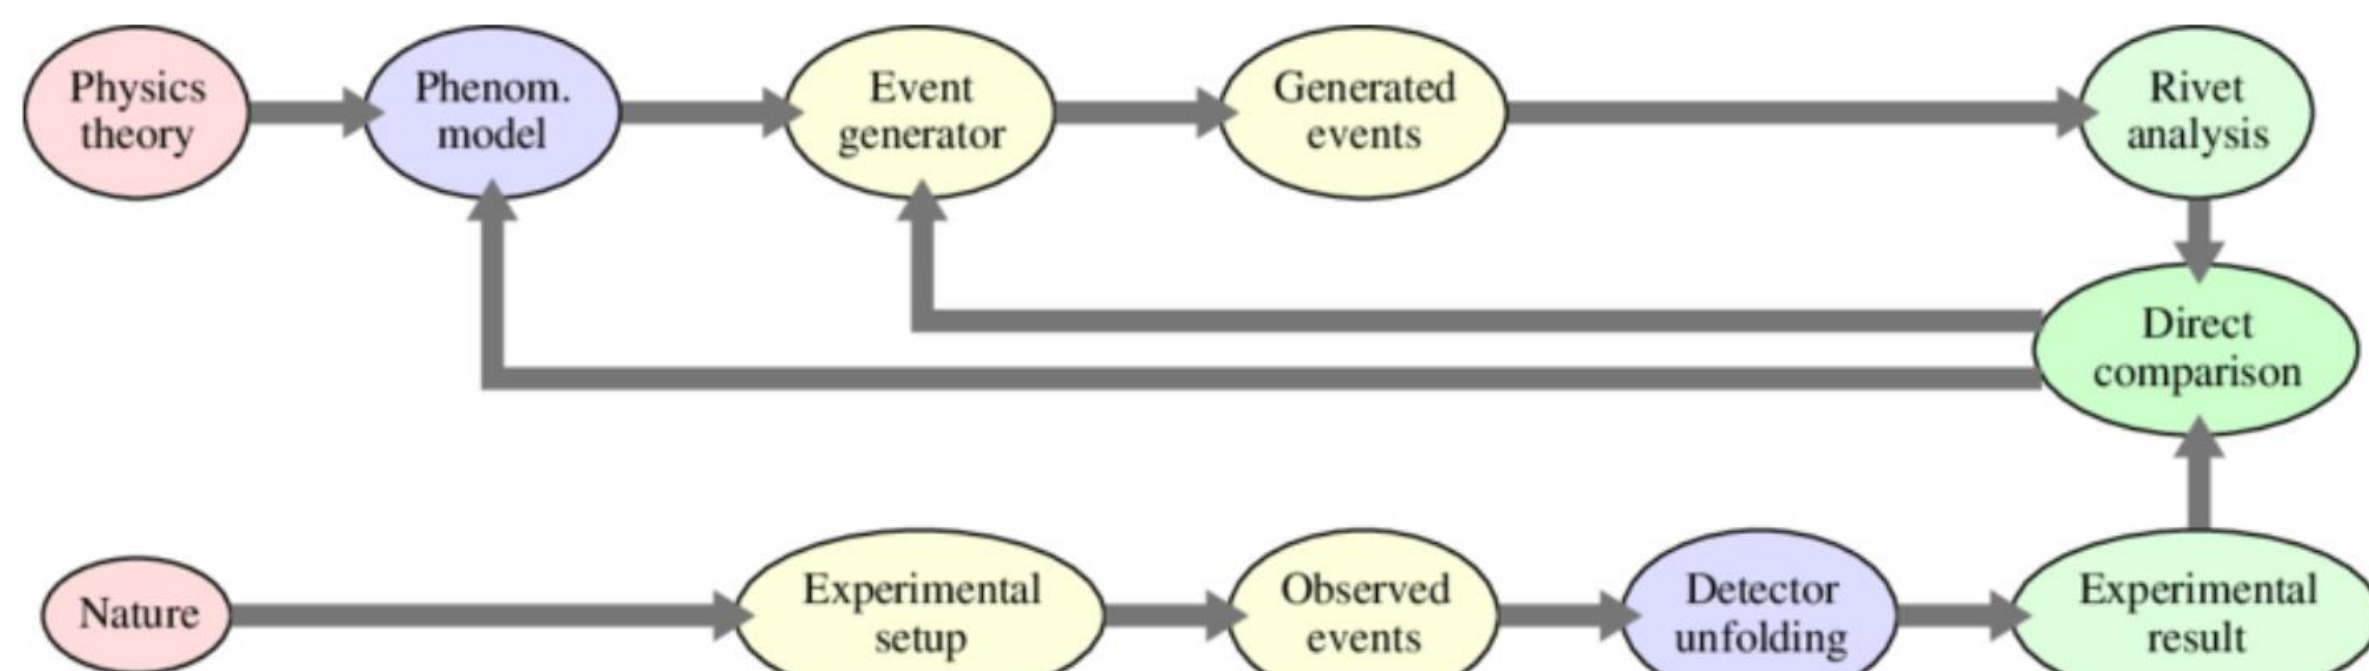 Physics
theory
Phenom.
model
Event
generator
Generated
events
Rivet
analysis
Direct
comparison
Nature
Experimental
setup
Observed
events
Detector
unfolding
Experimental
result